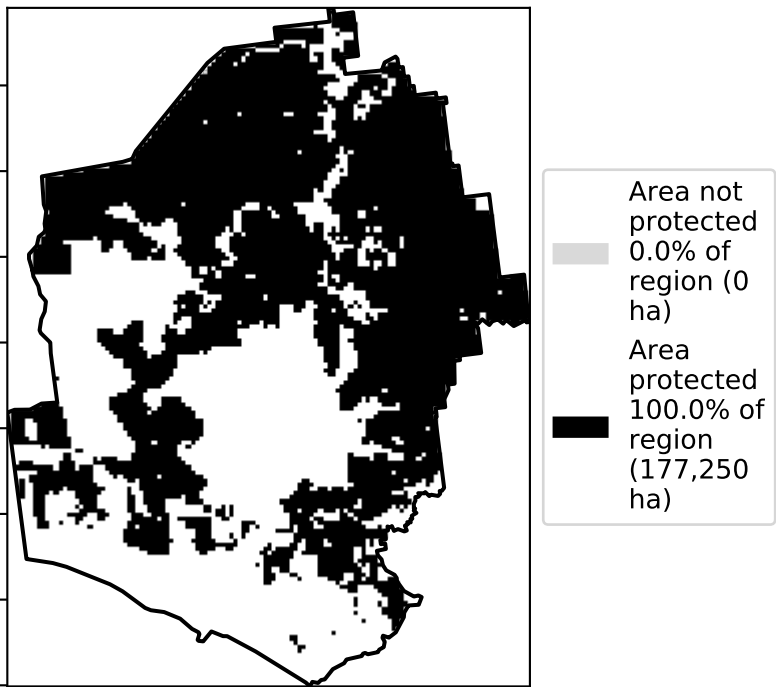 Area not
protected
0.0% of
region (0
ha)
Area
protected
100.0% of
region
(177,250
ha)